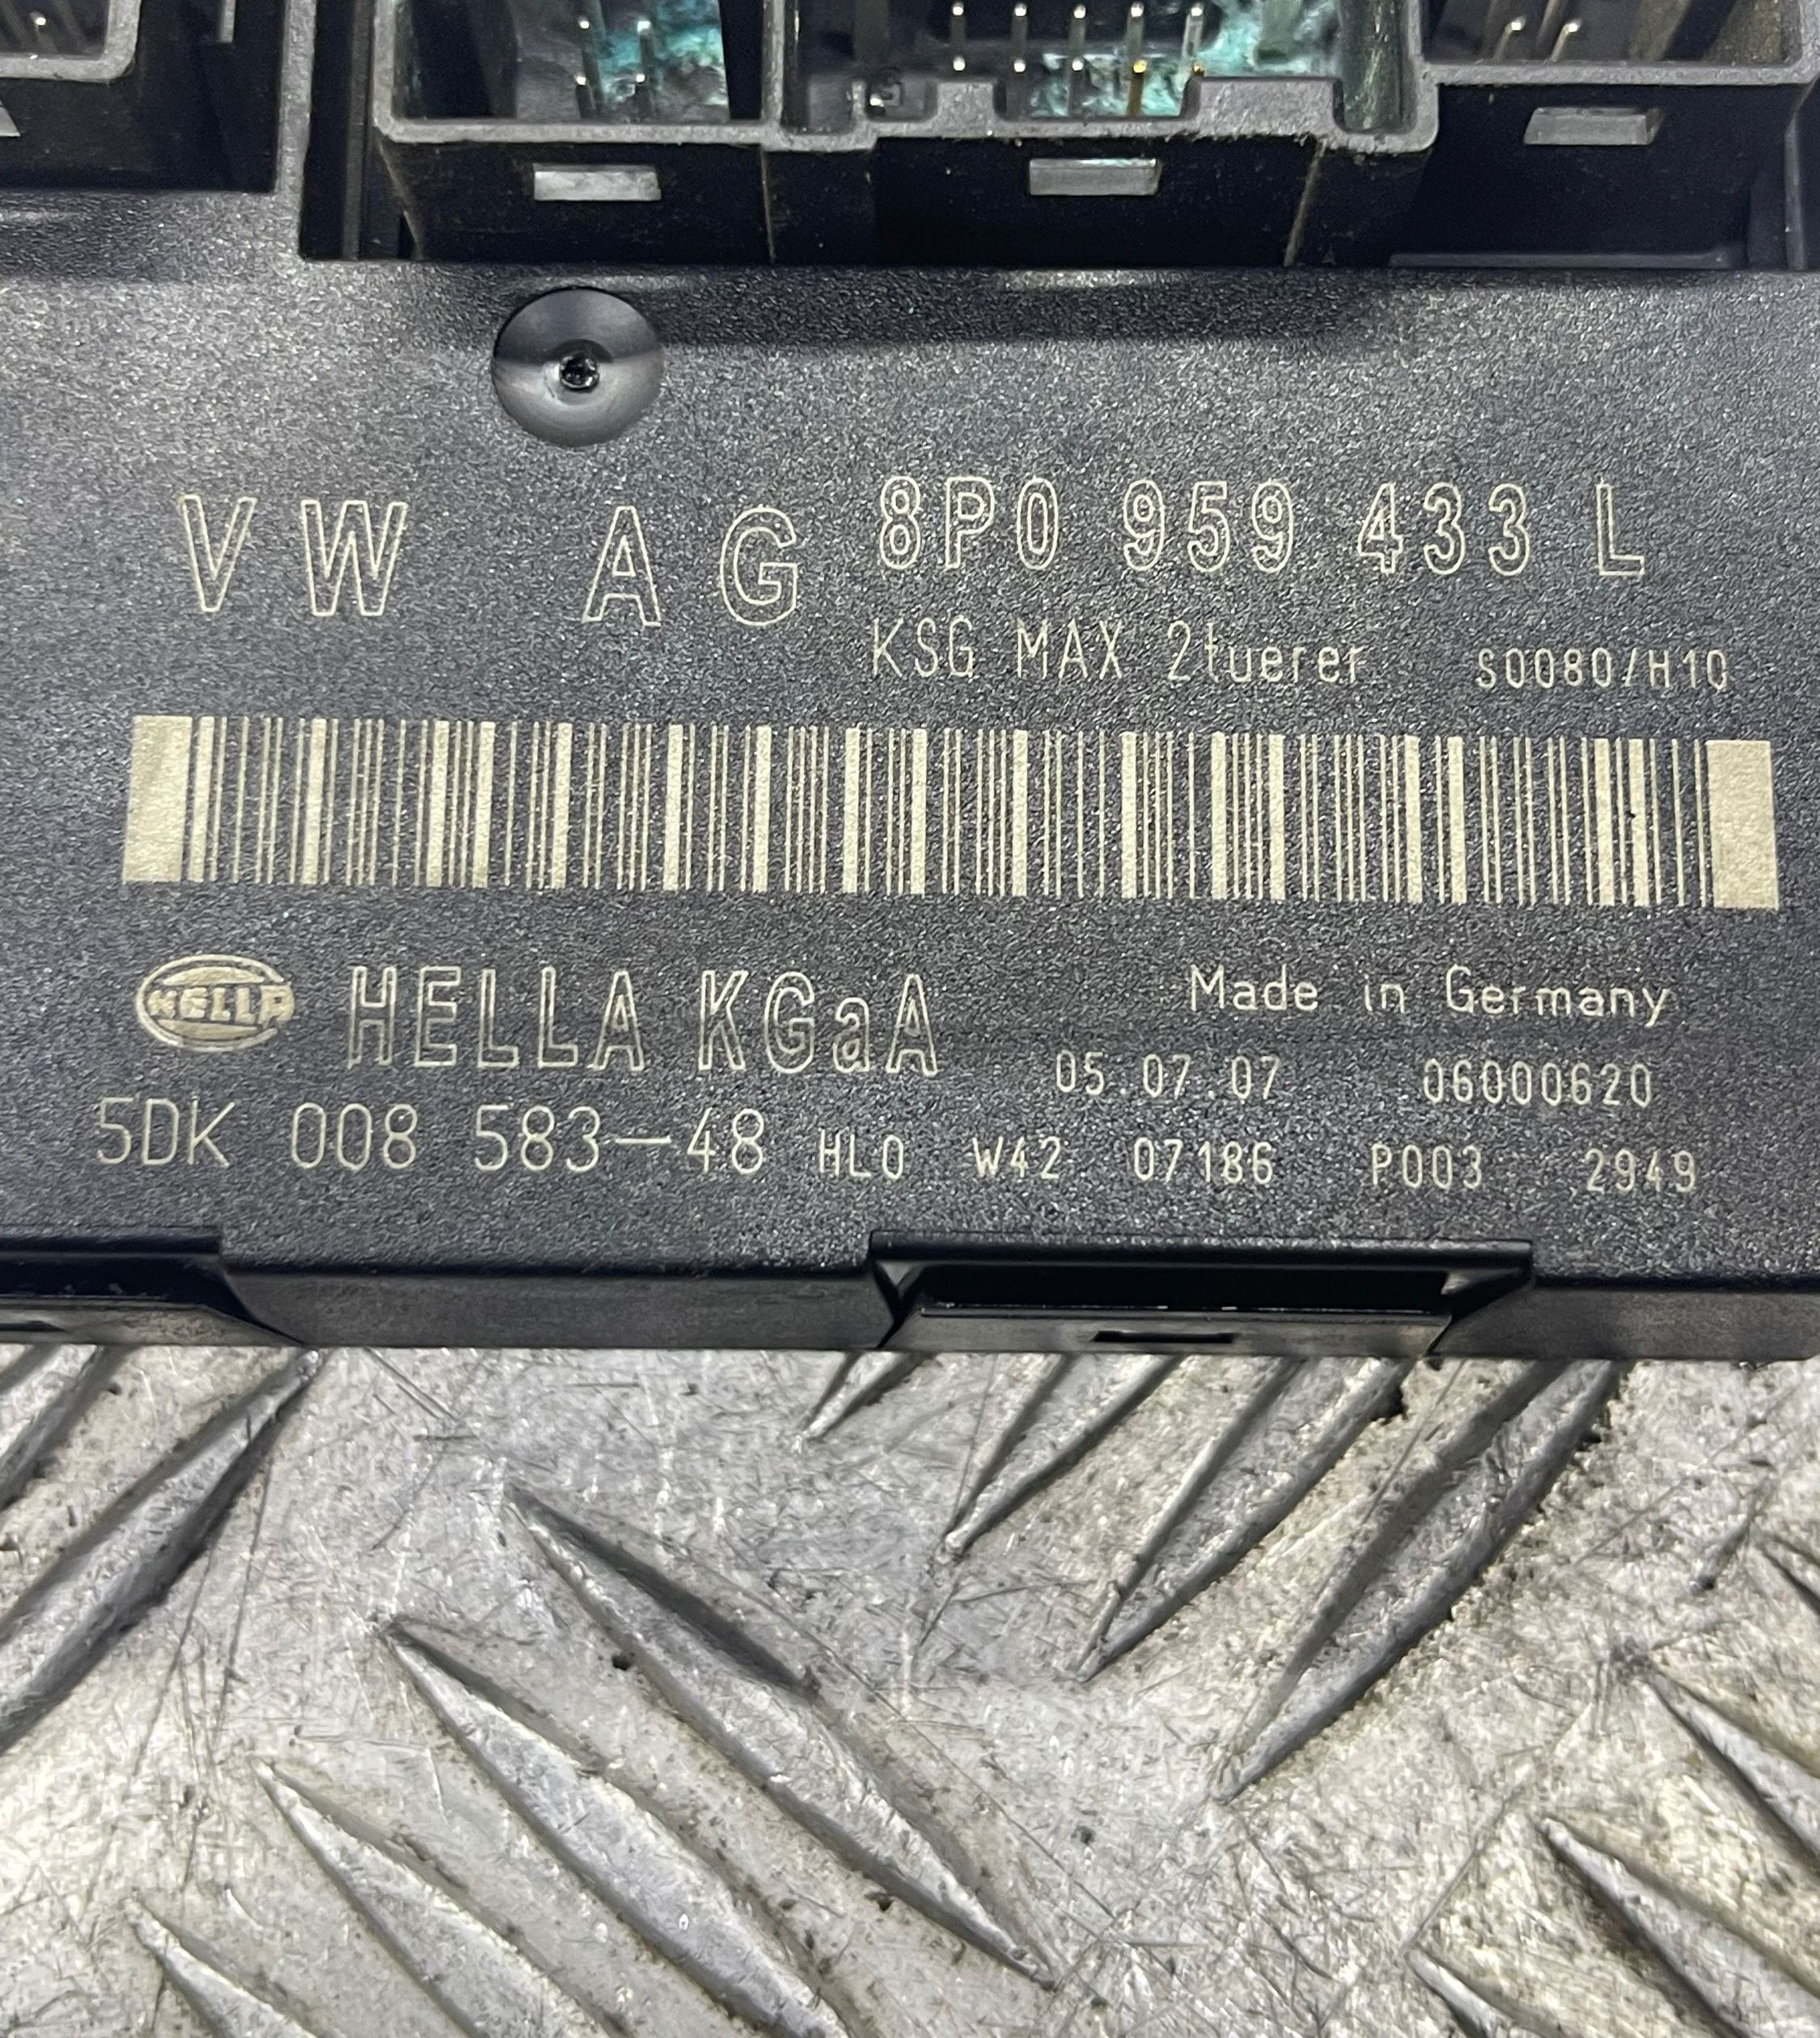 VW AG 8P0 959 433 L
KSG MAX 2tuerer S0080/H10
HELLA HELLA KGaA Made in Germany
05.07.07 06000620
5DK 008 583-48 HLO W42 07186 P003 2949